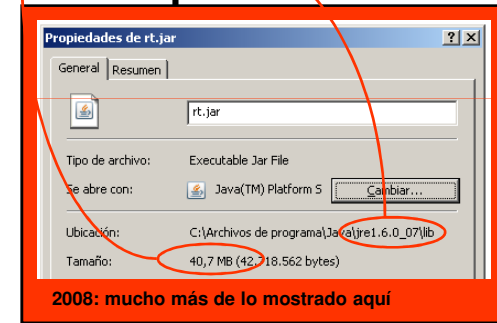 Propiedades de rt.jar
General Resumen
rt.jar
Tipo de archivo: Executable Jar File
Se abre con: Java(TM) Platform S Cambiar...
Ubicación: C:\Archivos de programa\Java\jre1.6.0_07\lib
Tamaño: 40,7 MB (42.718.562 bytes)
2008: mucho más de lo mostrado aquí